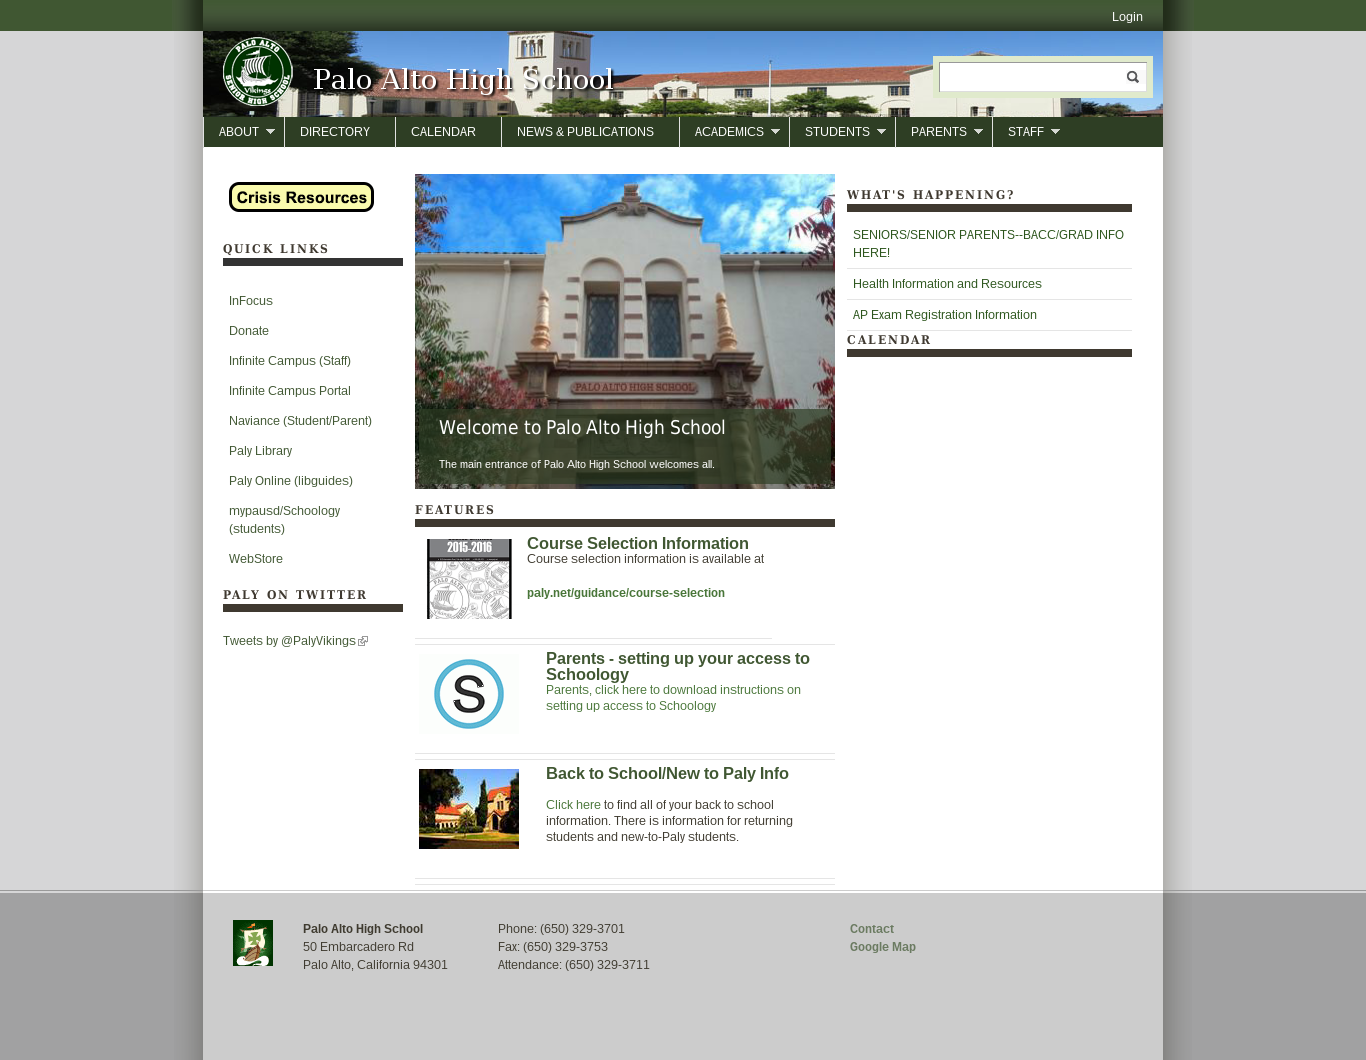 Login
PALO ALTO
Vikings
SENIOR HIGH SCHOOL
Palo Alto High School
ABOUT
DIRECTORY
CALENDAR
NEWS & PUBLICATIONS
ACADEMICS
STUDENTS
PARENTS
STAFF
Crisis Resources
QUICK LINKS
InFocus
Donate
Infinite Campus (Staff)
Infinite Campus Portal
Naviance (Student/Parent)
Paly Library
Paly Online (libguides)
mypausd/Schoology
(students)
WebStore
PALY ON TWITTER
Tweets by @PalyVikings
PALO ALTO HIGH SCHOOL
Welcome to Palo Alto High School
The main entrance of Palo Alto High School welcomes all.
FEATURES
2015-2016
Course Selection Information
Course selection information is available at
paly.net/guidance/course-selection
S
Parents - setting up your access to
Schoology
Parents, click here to download instructions on
setting up access to Schoology
Back to School/New to Paly Info
Click here to find all of your back to school
information. There is information for returning
students and new-to-Paly students.
WHAT'S HAPPENING?
SENIORS/SENIOR PARENTS--BACC/GRAD INFO
HERE!
Health Information and Resources
AP Exam Registration Information
CALENDAR
Palo Alto High School
50 Embarcadero Rd
Palo Alto, California 94301
Phone: (650) 329-3701
Fax: (650) 329-3753
Attendance: (650) 329-3711
Contact
Google Map